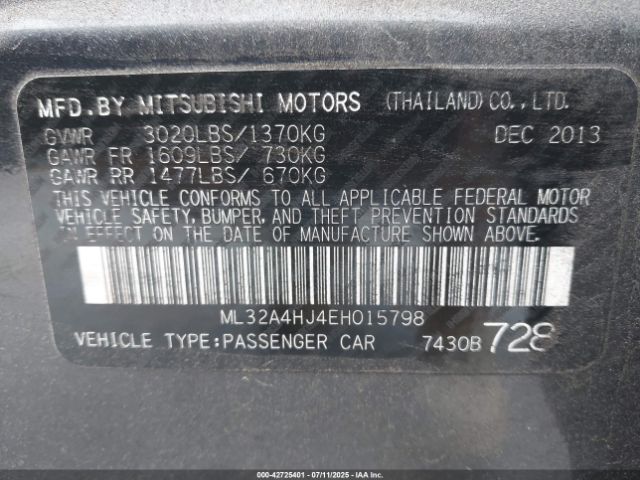 MFD.BY MITSUBISHI MOTORS (THAILAND)CO.,LTD.
GVWR 3020LBS/1370KG DEC 2013
GAWR FR 1609LBS/ 730KG
GAWR RR 1477LBS/ 670KG
THIS VEHICLE CONFORMS TO ALL APPLICABLE FEDERAL MOTOR
VEHICLE SAFETY, BUMPER, AND THEFT PREVENTION STANDARDS
IN EFFECT ON THE DATE OF MANUFACTURE SHOWN ABOVE.
ML32A4HJ4EH015798
VEHICLE TYPE:PASSENGER CAR 7430B 728
000-42725401 - 07/11/2025 - IAAI.COM